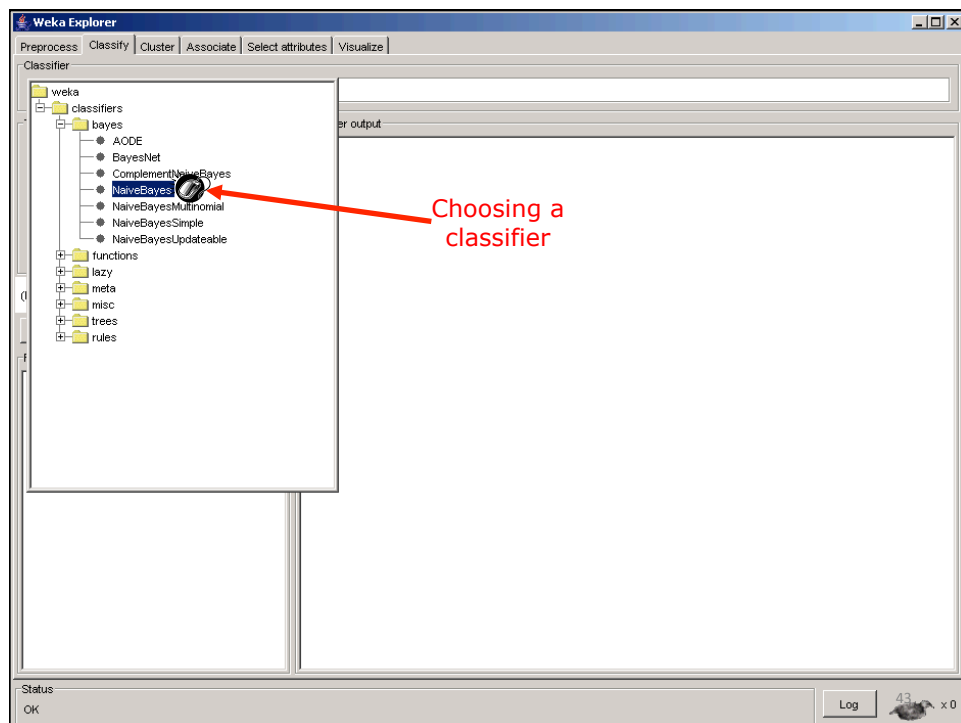 Weka Explorer
Preprocess Classify Cluster Associate Select attributes Visualize
Classifier
weka
classifiers
er output
bayes
AODE
BayesNet
ComplementNaiveBayes
NaiveBayes
NaiveBayesMultinomial
NaiveBayesSimple
NaiveBayesUpdateable
functions
lazy
meta
misc
trees
rules
Choosing a
classifier
Status
OK
Log
43
x 0